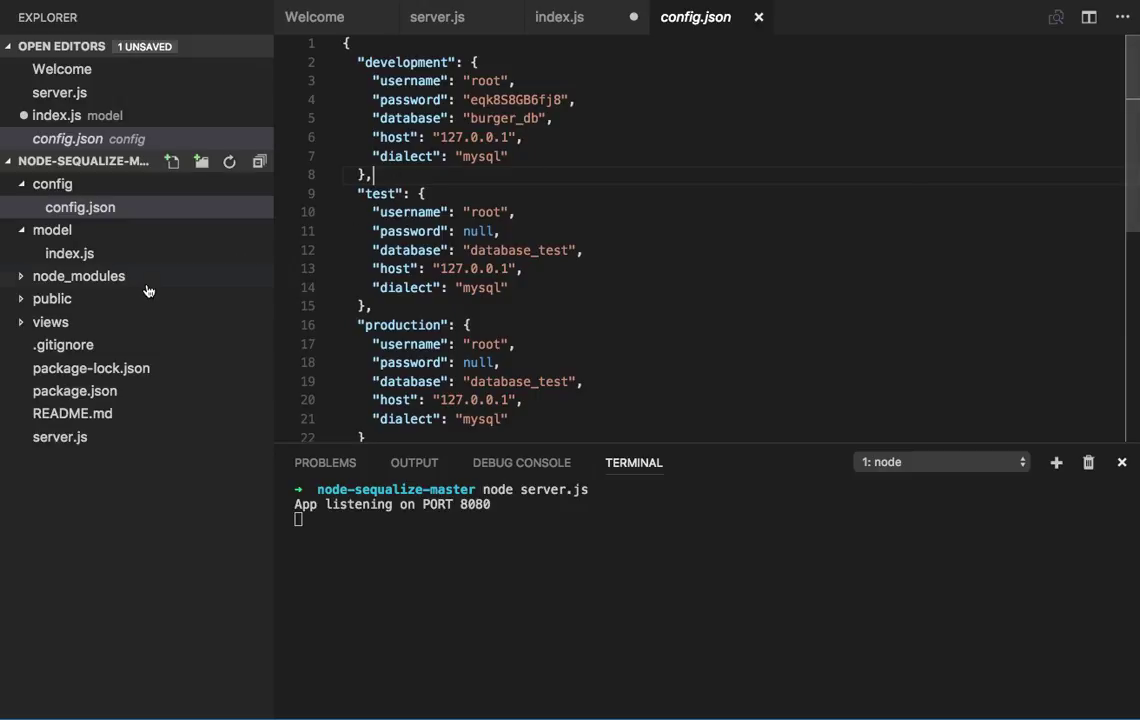 EXPLORER
Welcome
server.js
index.js
config.json
OPEN EDITORS 1 UNSAVED
Welcome
server.js
index.js model
config.json config
NODE-SEQUALIZE-M...
config
config.json
model
index.js
node_modules
public
views
.gitignore
package-lock.json
package.json
README.md
server.js
1 {
2 "development": {
3 "username": "root",
4 "password": "eqk8S8GB6fj8",
5 "database": "burger_db",
6 "host": "127.0.0.1",
7 "dialect": "mysql"
8 },
9 "test": {
10 "username": "root",
11 "password": null,
12 "database": "database_test",
13 "host": "127.0.0.1",
14 "dialect": "mysql"
15 },
16 "production": {
17 "username": "root",
18 "password": null,
19 "database": "database_test",
20 "host": "127.0.0.1",
21 "dialect": "mysql"
22 }
PROBLEMS OUTPUT DEBUG CONSOLE TERMINAL 1: node
→ node-sequalize-master node server.js
App listening on PORT 8080